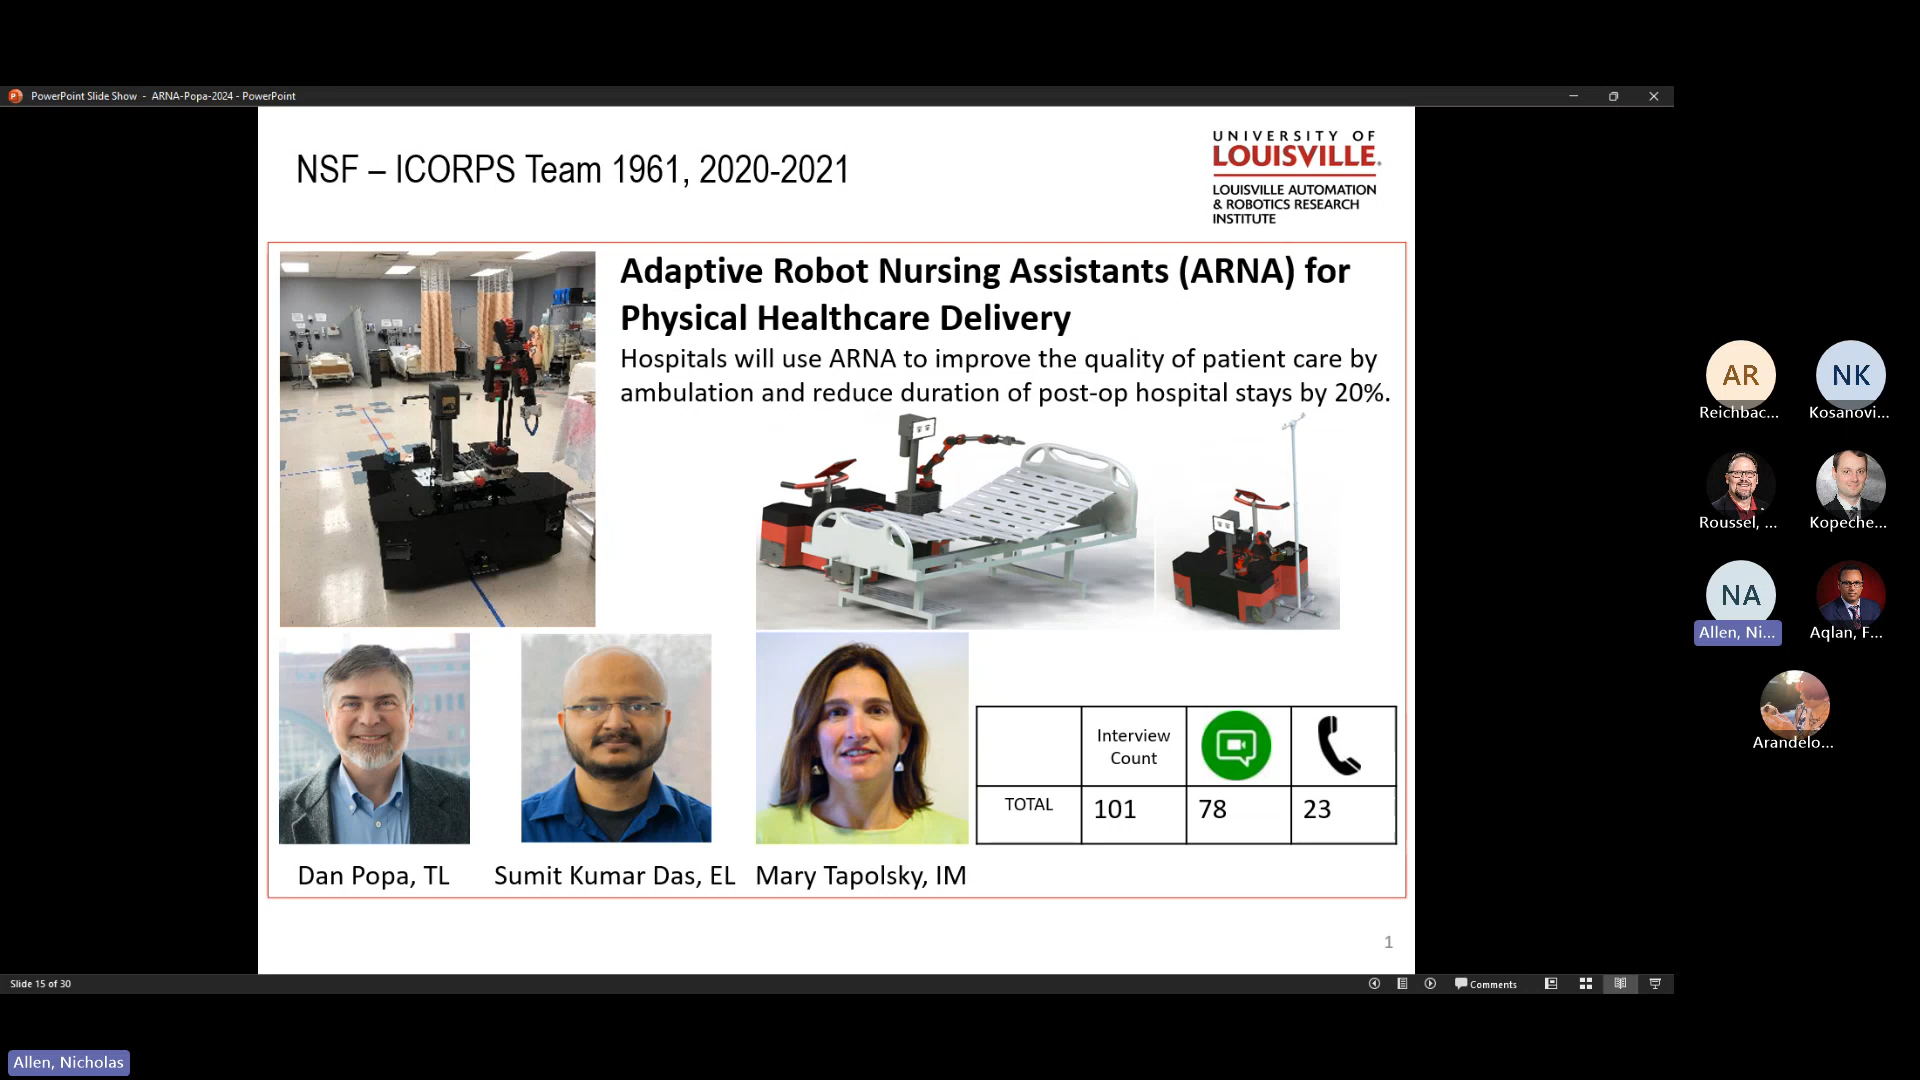 PowerPoint Slide Show - ARNA-Popa-2024 - PowerPoint
NSF – ICORPS Team 1961, 2020-2021
UNIVERSITY OF
LOUISVILLE
LOUISVILLE AUTOMATION
& ROBOTICS RESEARCH
INSTITUTE
Adaptive Robot Nursing Assistants (ARNA) for
Physical Healthcare Delivery
Hospitals will use ARNA to improve the quality of patient care by
ambulation and reduce duration of post-op hospital stays by 20%.
Interview
Count
TOTAL 101 78 23
Dan Popa, TL Sumit Kumar Das, EL Mary Tapolsky, IM
1
Slide 15 of 30
Comments
AR NK
Reichbac... Kosanovi...
Roussel, ... Kopeche...
NA
Allen, Ni... Aqlan, F...
Arandelo...
Allen, Nicholas